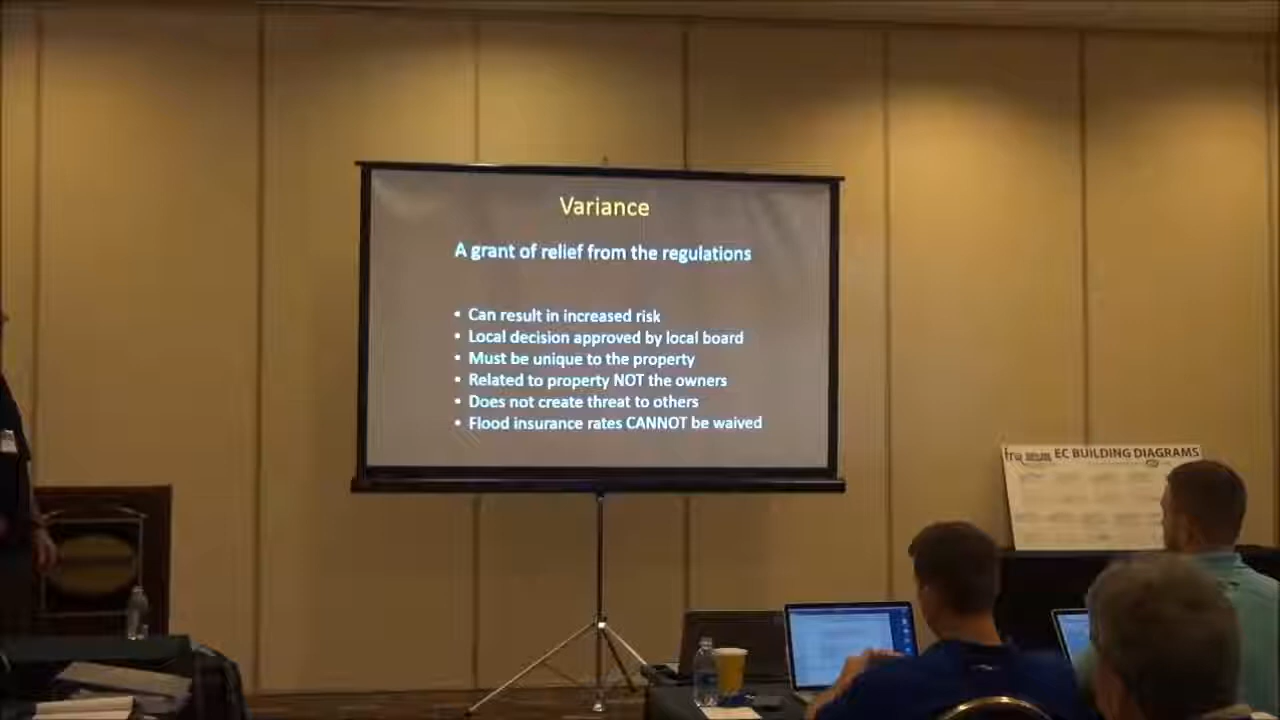 Variance
A grant of relief from the regulations
• Can result in increased risk
• Local decision approved by local board
• Must be unique to the property
• Related to property NOT the owners
• Does not create threat to others
• Flood insurance rates CANNOT be waived
EC BUILDING DIAGRAMS